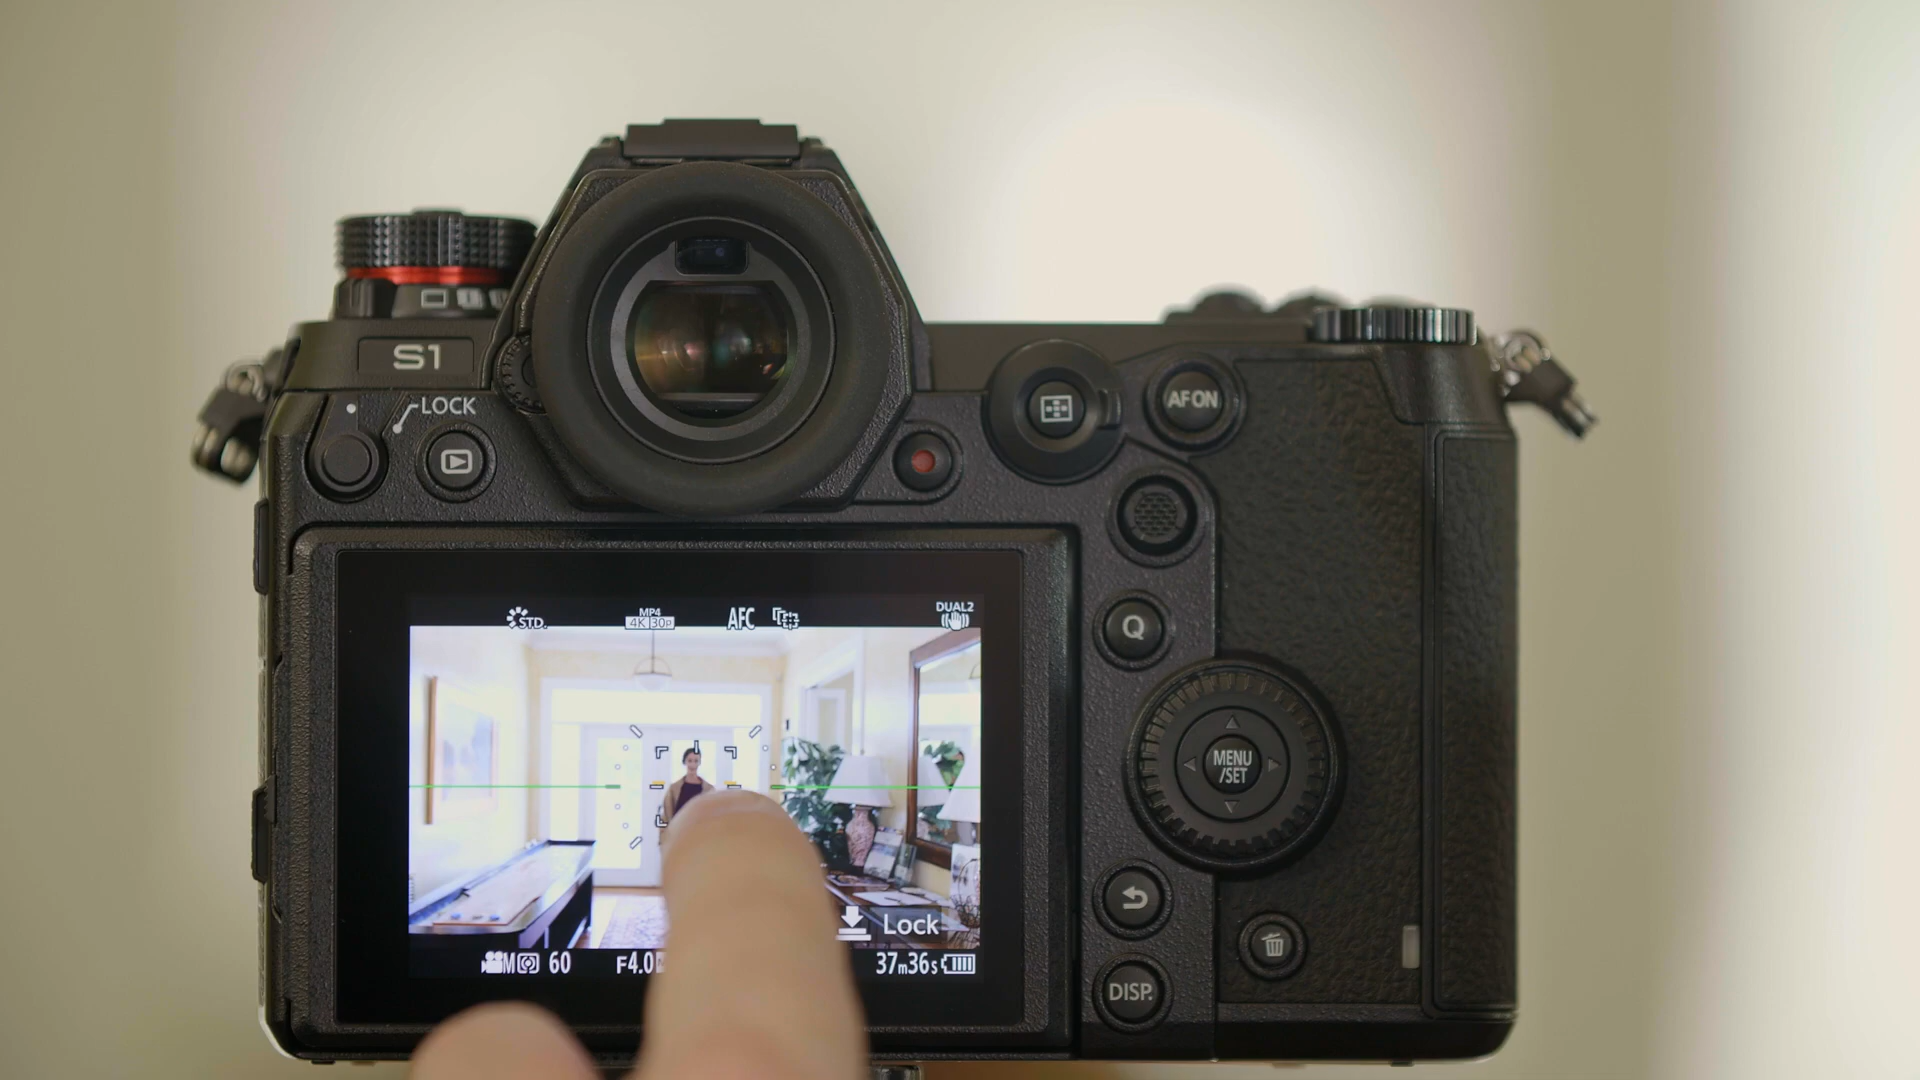 S1
LOCK
AF ON
Q
MENU
/SET
DISP.
STD.
MP4
4K 30p
AFC
DUAL2
Lock
M 60
F4.0
37m36s